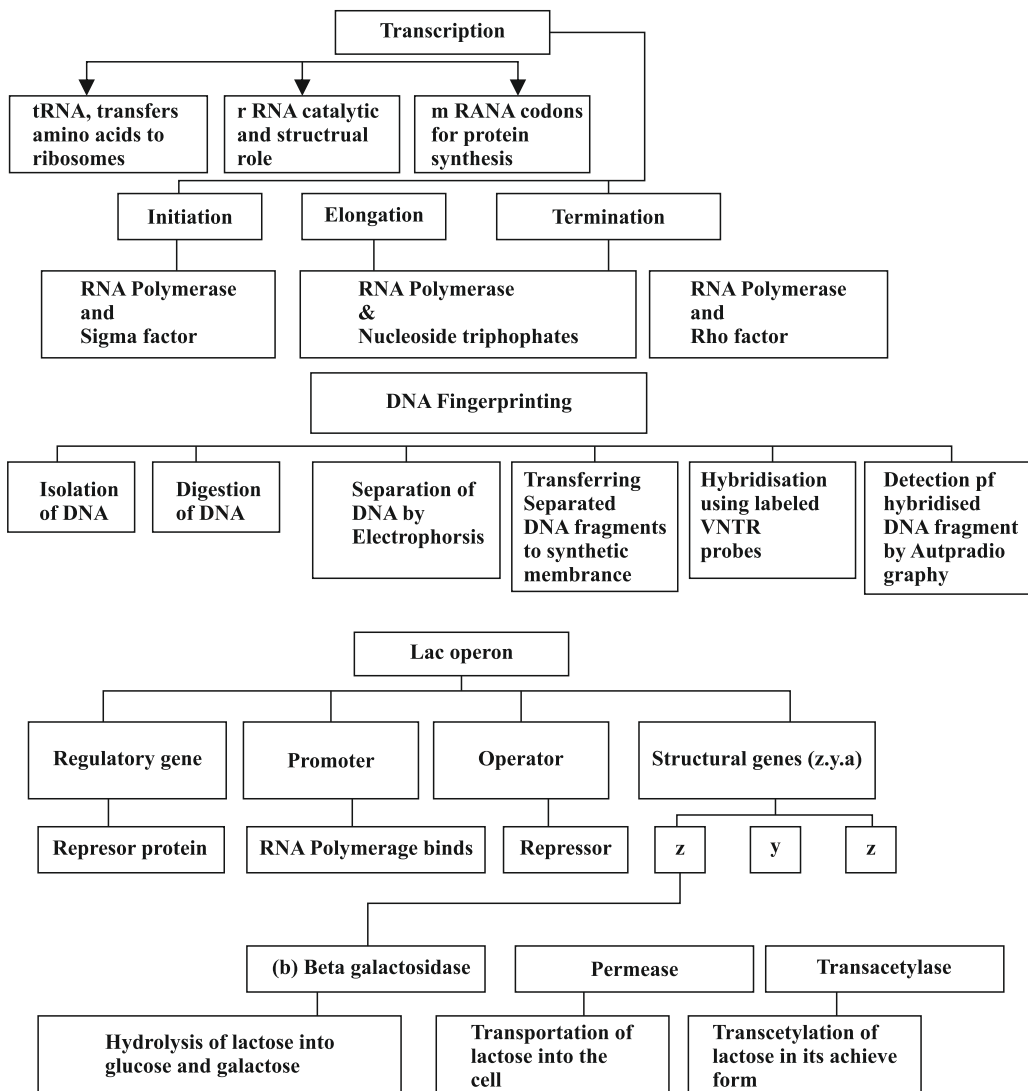 Transcription
tRNA, transfers
amino acids to
ribosomes
r RNA catalytic
and structrual
role
m RANA codons
for protein
synthesis
Initiation
Elongation
Termination
RNA Polymerase
and
Sigma factor
RNA Polymerase
&
Nucleoside triphophates
RNA Polymerase
and
Rho factor
DNA Fingerprinting
Isolation
of DNA
Digestion
of DNA
Separation of
DNA by
Electrophorsis
Transferring
Separated
DNA fragments
to synthetic
membrance
Hybridisation
using labeled
VNTR
probes
Detection pf
hybridised
DNA fragment
by Autpradio
graphy
Lac operon
Regulatory gene
Promoter
Operator
Structural genes (z.y.a)
Represor protein
RNA Polymerage binds
Repressor
z
y
z
(b) Beta galactosidase
Permease
Transacetylase
Hydrolysis of lactose into
glucose and galactose
Transportation of
lactose into the
cell
Transcetylation of
lactose in its achieve
form